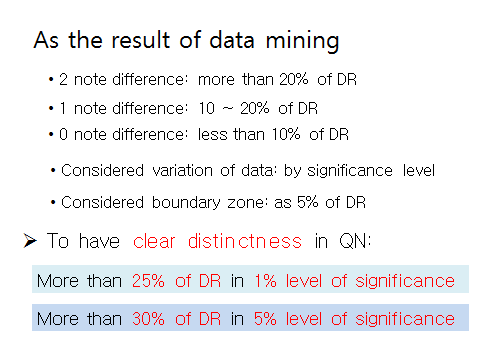 As the result of data mining
• 2 note difference: more than 20% of DR
• 1 note difference: 10 ~ 20% of DR
• 0 note difference: less than 10% of DR
• Considered variation of data: by significance level
• Considered boundary zone: as 5% of DR
➢ To have clear distinctness in QN:
More than 25% of DR in 1% level of significance
More than 30% of DR in 5% level of significance